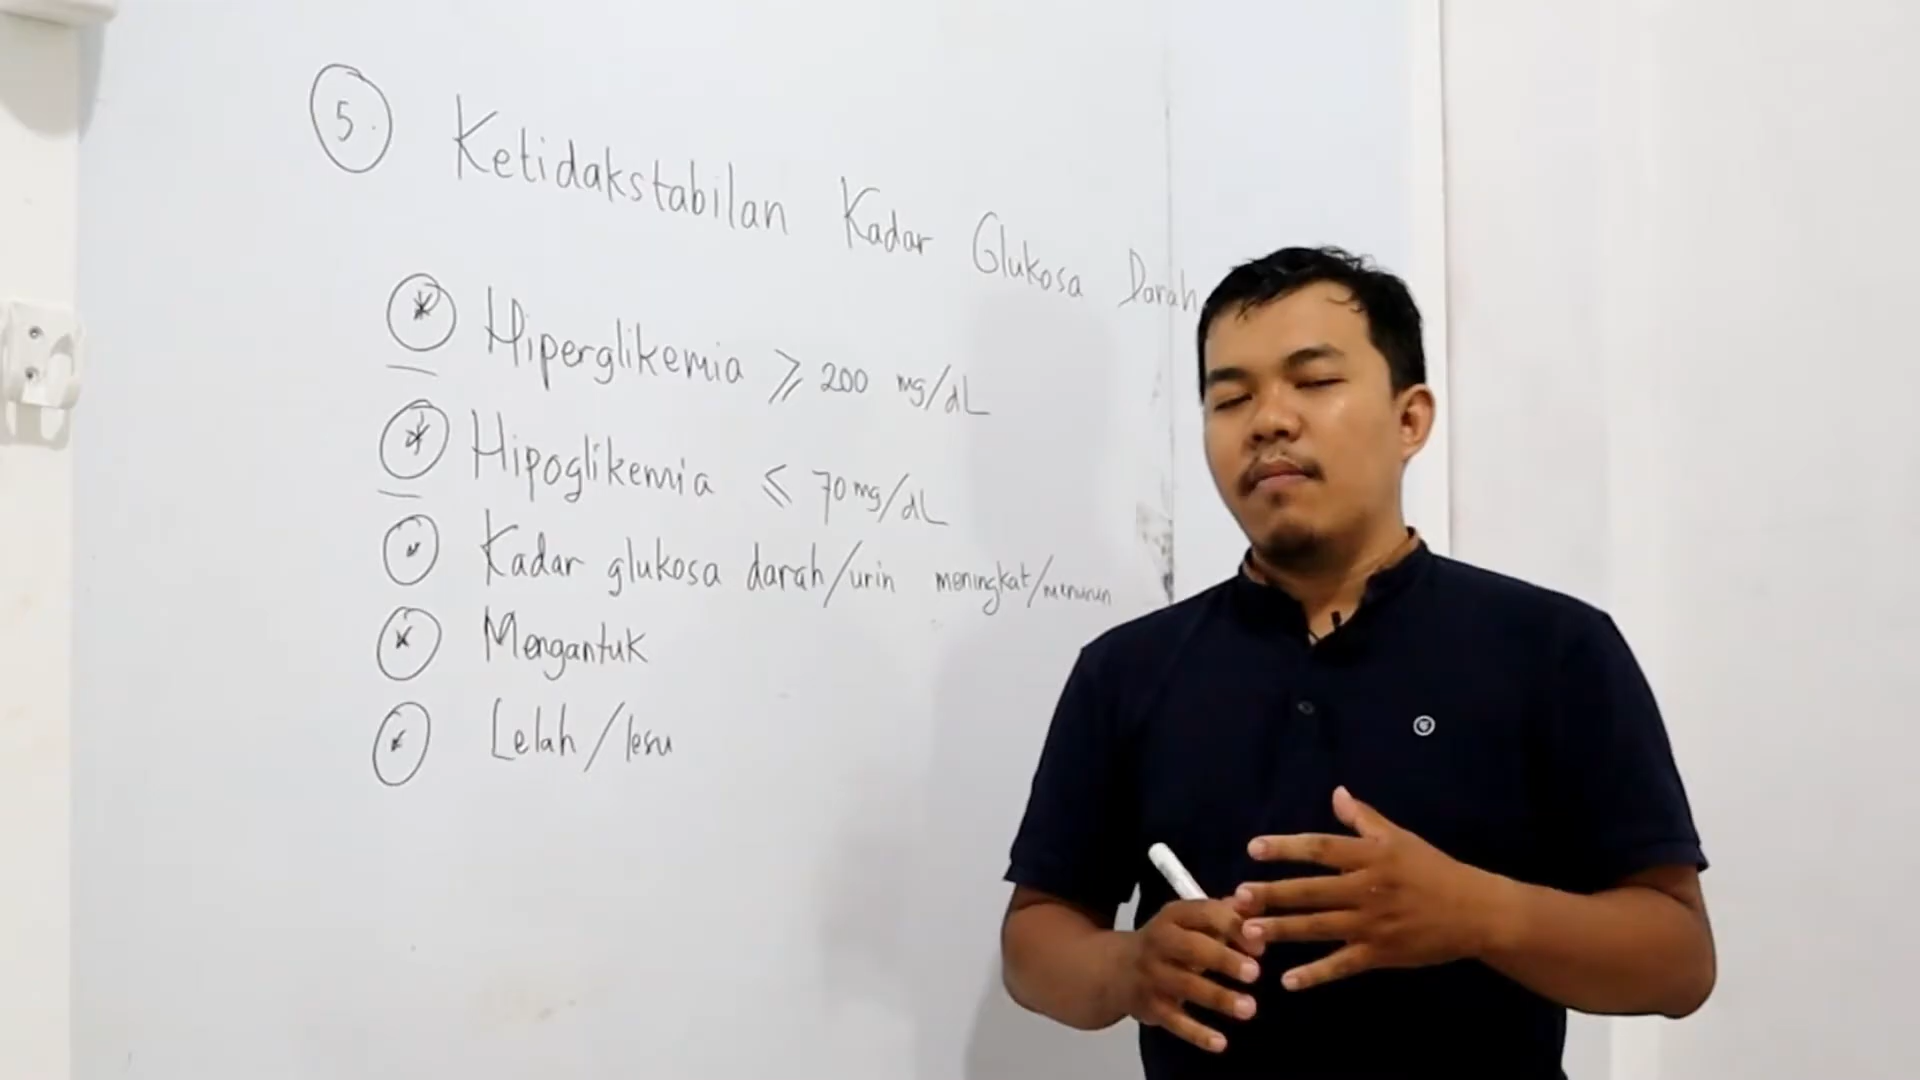 5. Ketidakstabilan Kadar Glukosa Darah
* Hiperglikemia ⩾ 200 mg/dL
* Hipoglikemia ⩽ 70 mg/dL
* Kadar glukosa darah/urin meningkat/menurun
* Mengantuk
* Lelah/lesu